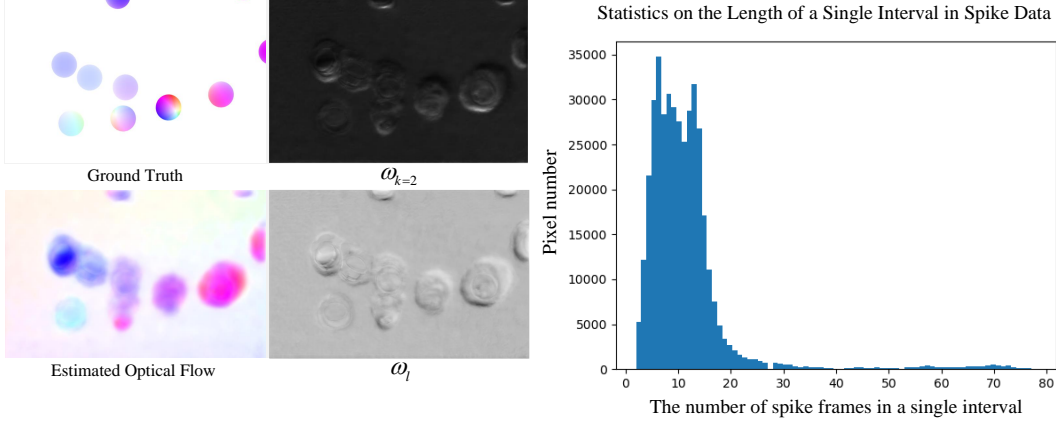 Ground Truth
ω_{k=2}
Estimated Optical Flow
ω_l
Statistics on the Length of a Single Interval in Spike Data
Pixel number
35000
30000
25000
20000
15000
10000
5000
0
0 10 20 30 40 50 60 70 80
The number of spike frames in a single interval